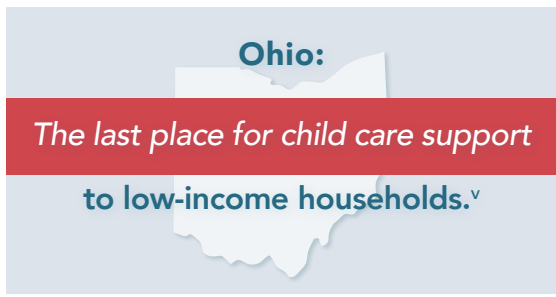 Ohio:
The last place for child care support
to low-income households.ᵛ